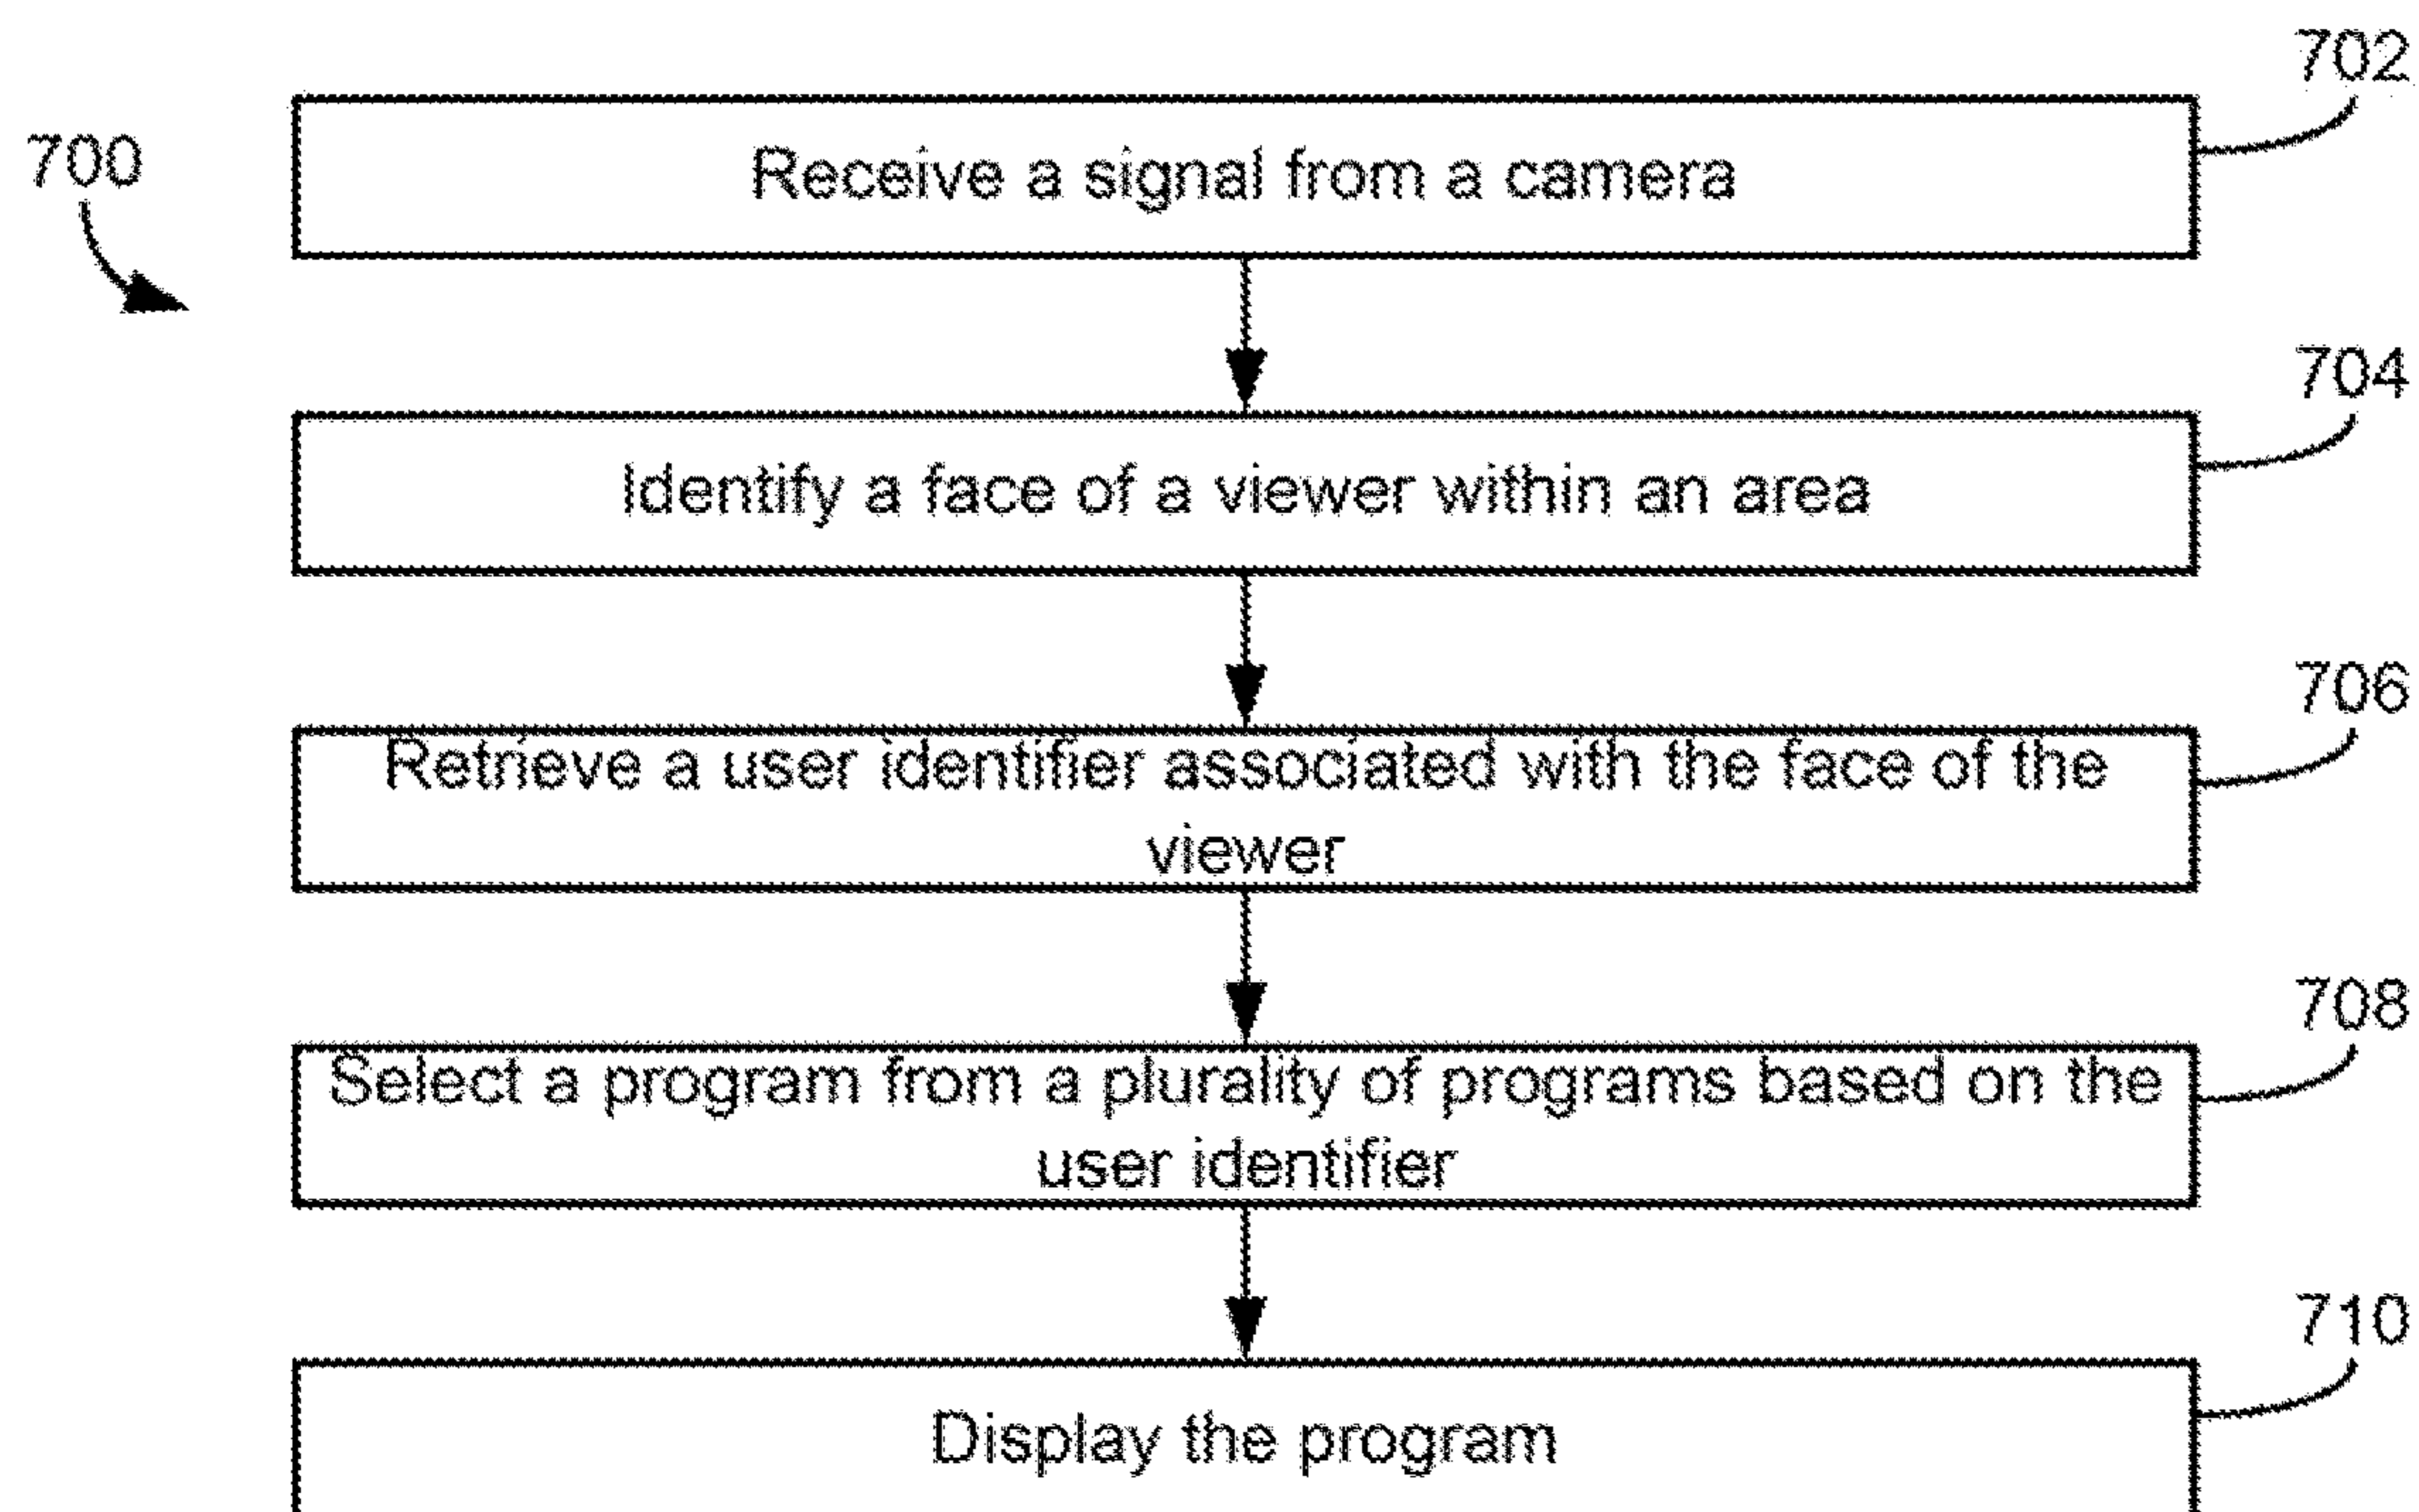 702
700
Receive a signal from a camera
704
Identify a face of a viewer within an area
706
Retrieve a user identifier associated with the face of the
viewer
708
Select a program from a plurality of programs based on the
user identifier
710
Display the program